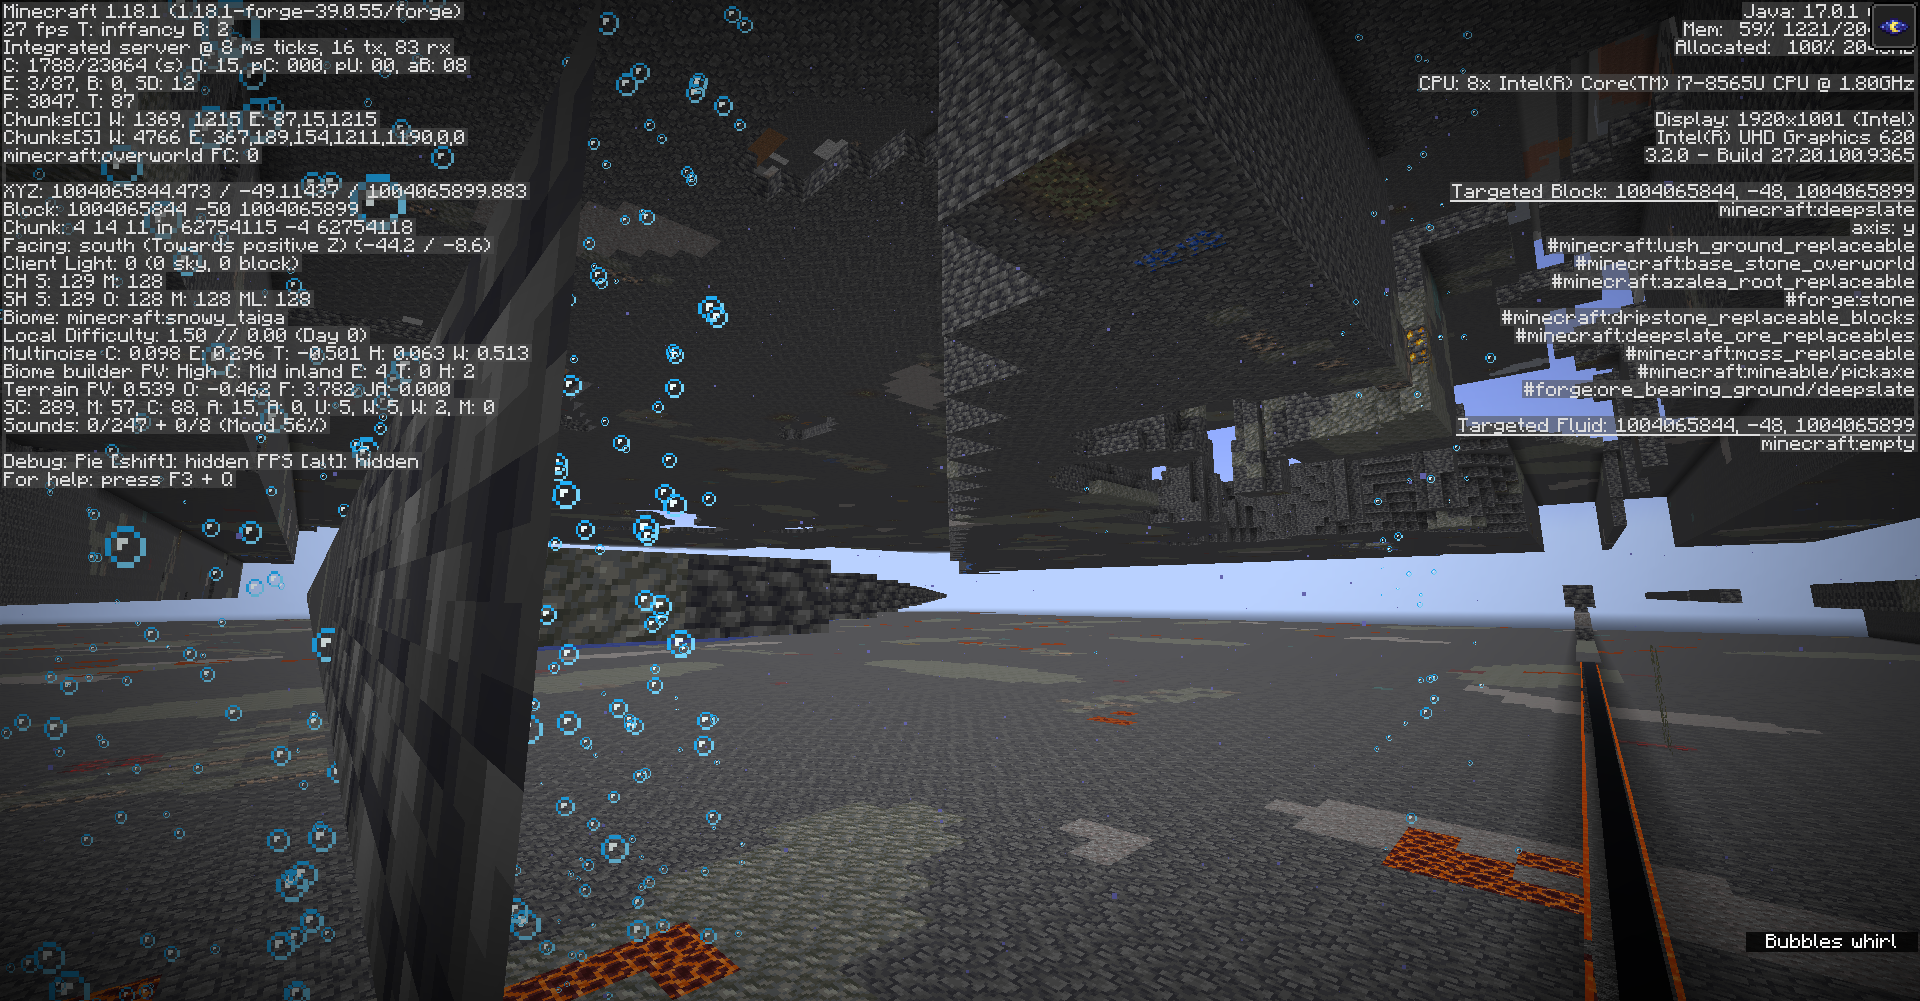 Minecraft 1.18.1 (1.18.1-forge-39.0.55/forge)
27 fps T: inffancy B: 2
Integrated server @ 8 ms ticks, 16 tx, 83 rx
C: 1788/23064 (s) D: 15, pC: 000, pU: 00, aB: 08
E: 3/87, B: 0, SD: 12
P: 3047. T: 87
Chunks[C] W: 1369, 1215 E: 87,15,1215
Chunks[S] W: 4766 E: 367,189,154,1211,1190,0,0
minecraft:overworld FC: 0
XYZ: 1004065844.473 / -49.11437 / 1004065899.883
Block: 1004065844 -50 1004065899
Chunk: 4 14 11 in 62754115 -4 62754118
Facing: south (Towards positive Z) (-44.2 / -8.6)
Client Light: 0 (0 sky, 0 block)
CH S: 129 M: 128
SH S: 129 O: 128 M: 128 ML: 128
Biome: minecraft:snowy_taiga
Local Difficulty: 1.50 // 0.00 (Day 0)
Multinoise C: 0.098 E: 0.296 T: -0.501 H: 0.063 W: 0.513
Biome builder PV: High C: Mid inland E: 4 T: 0 H: 2
Terrain PV: 0.539 O: -0.462 F: 3.782 JA: 0.000
SC: 289, M: 57, C: 88, A: 15, A: 0, U: 5, W: 5, W: 2, M: 0
Sounds: 0/247 + 0/8 (Mood 56%)
Debug: Pie [shift]: hidden FPS [alt]: hidden
For help: press F3 + Q
Java: 17.0.1
Mem: 59% 1221/20
Allocated: 100% 20
CPU: 8x Intel(R) Core(TM) i7-8565U CPU @ 1.80GHz
Display: 1920x1001 (Intel)
Intel(R) UHD Graphics 620
3.2.0 - Build 27.20.100.9365
Targeted Block: 1004065844, -48, 1004065899
minecraft:deepslate
axis: y
#minecraft:lush_ground_replaceable
#minecraft:base_stone_overworld
#minecraft:azalea_root_replaceable
#forge:stone
#minecraft:dripstone_replaceable_blocks
#minecraft:deepslate_ore_replaceables
#minecraft:moss_replaceable
#minecraft:mineable/pickaxe
#forge:ore_bearing_ground/deepslate
Targeted Fluid: 1004065844, -48, 1004065899
minecraft:empty
Bubbles whirl